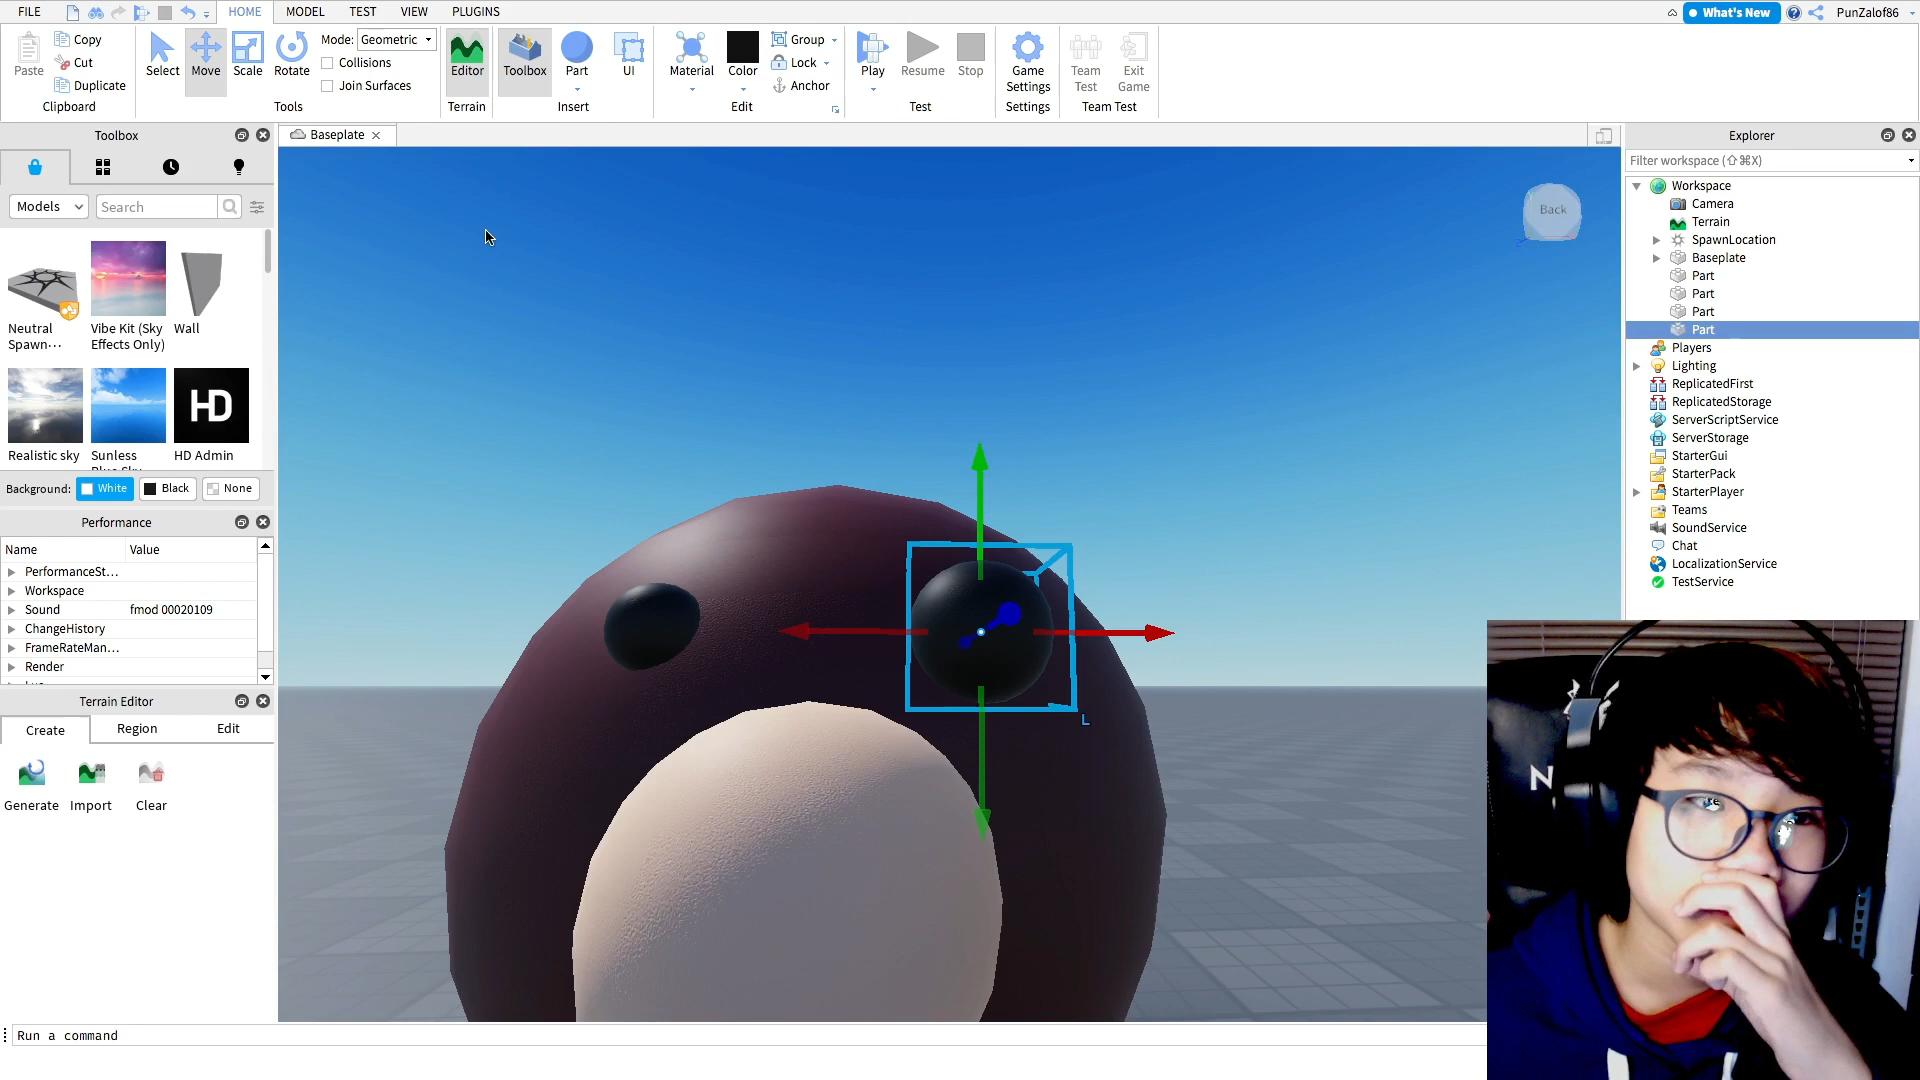 FILE HOME MODEL TEST VIEW PLUGINS What's New PunZalof86
Paste Copy Cut Duplicate Clipboard
Select Move Scale Rotate Mode: Geometric Collisions Join Surfaces Tools
Editor Terrain
Toolbox Part UI Insert
Material Color Group Lock Anchor Edit
Play Resume Stop Test
Game Settings Settings
Team Test Exit Game Team Test
Toolbox
Models Search
Neutral Spawn...
Vibe Kit (Sky Effects Only)
Wall
HD
Realistic sky
Sunless Blue Sky
HD Admin
Background: White Black None
Performance
Name Value
PerformanceSt...
Workspace
Sound fmod 00020109
ChangeHistory
FrameRateMan...
Render
Terrain Editor
Create Region Edit
Generate Import Clear
Baseplate
Back
L
Explorer
Filter workspace (⇧⌘X)
Workspace
Camera
Terrain
SpawnLocation
Baseplate
Part
Part
Part
Part
Players
Lighting
ReplicatedFirst
ReplicatedStorage
ServerScriptService
ServerStorage
StarterGui
StarterPack
StarterPlayer
Teams
SoundService
Chat
LocalizationService
TestService
N
Run a command